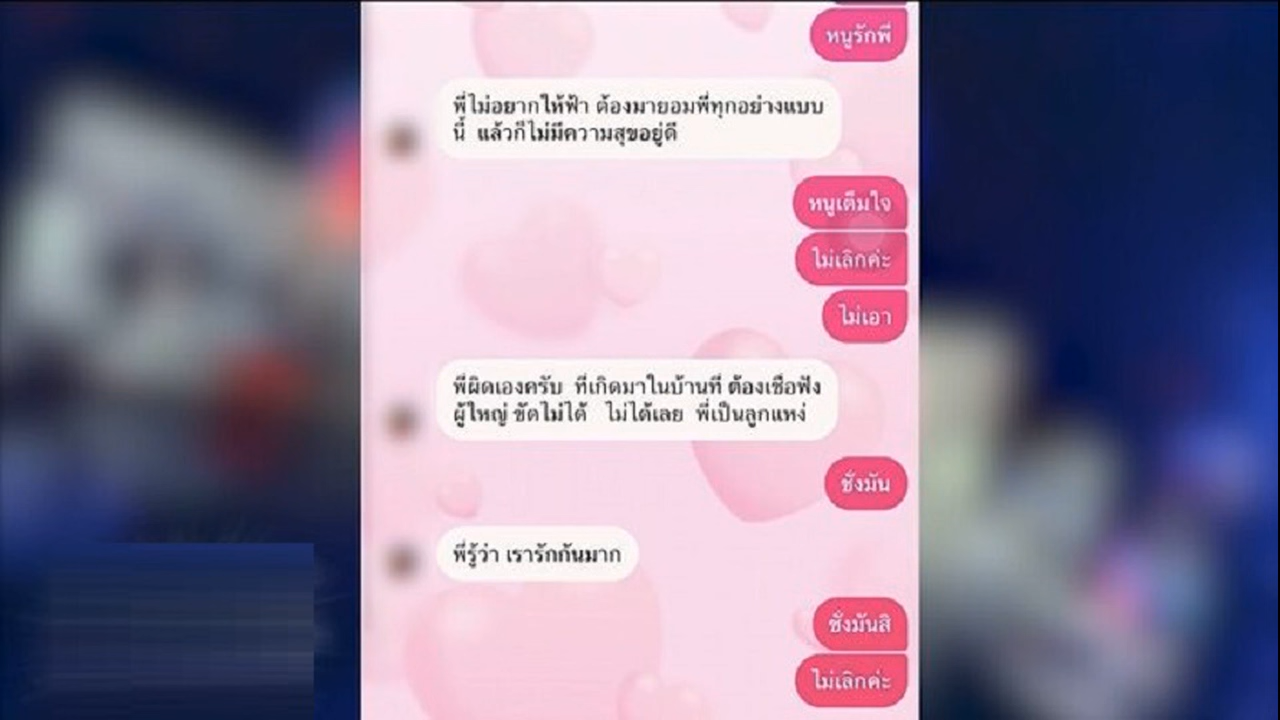 หนูรักพี่
พี่ไม่อยากให้ฟ้า ต้องมายอมพี่ทุกอย่างแบบ
นี้ แล้วก็ไม่มีความสุขอยู่ดี
หนูเต็มใจ
ไม่เลิกค่ะ
ไม่เอา
พี่ผิดเองครับ ที่เกิดมาในบ้านที่ ต้องเชื่อฟัง
ผู้ใหญ่ ขัดไม่ได้ ไม่ได้เลย พี่เป็นลูกแหง่
ชั่งมัน
พี่รู้ว่า เรารักกันมาก
ชั่งมันสิ
ไม่เลิกค่ะ